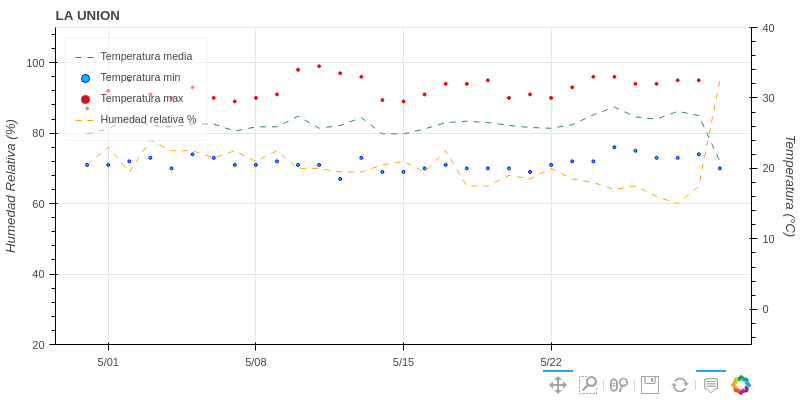 LA UNION
Temperatura media
Temperatura min
Temperatura max
Humedad relativa %
Humedad Relativa (%)
100
80
60
40
20
Temperatura (°C)
40
30
20
10
0
5/01
5/08
5/15
5/22